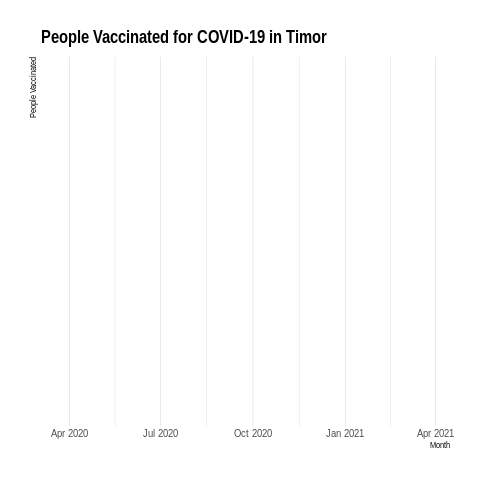 People Vaccinated for COVID-19 in Timor
People Vaccinated
Apr 2020
Jul 2020
Oct 2020
Jan 2021
Apr 2021
Month